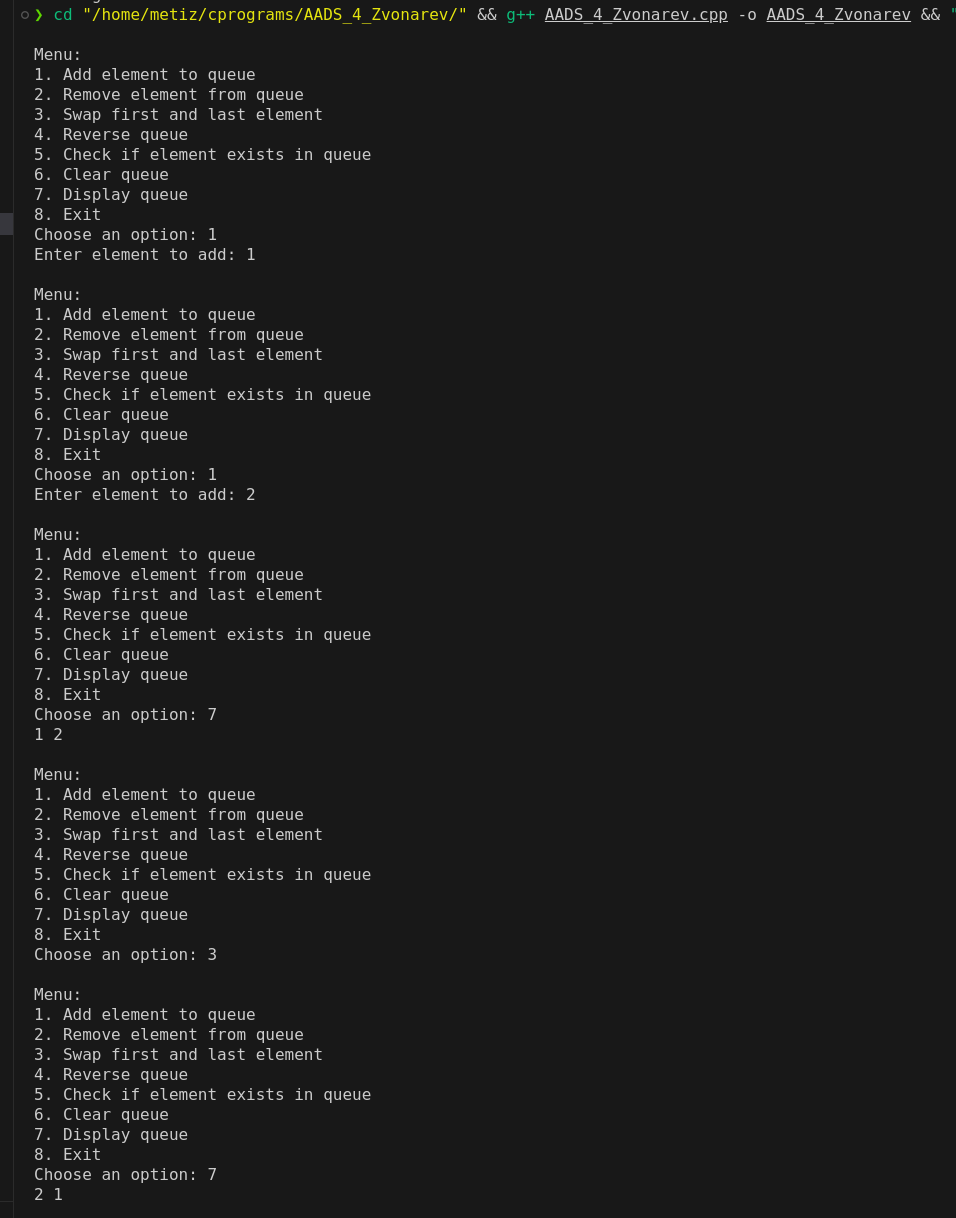 ❯ cd "/home/metiz/cprograms/AADS_4_Zvonarev/" && g++ AADS_4_Zvonarev.cpp -o AADS_4_Zvonarev && "
Menu:
1. Add element to queue
2. Remove element from queue
3. Swap first and last element
4. Reverse queue
5. Check if element exists in queue
6. Clear queue
7. Display queue
8. Exit
Choose an option: 1
Enter element to add: 1
Menu:
1. Add element to queue
2. Remove element from queue
3. Swap first and last element
4. Reverse queue
5. Check if element exists in queue
6. Clear queue
7. Display queue
8. Exit
Choose an option: 1
Enter element to add: 2
Menu:
1. Add element to queue
2. Remove element from queue
3. Swap first and last element
4. Reverse queue
5. Check if element exists in queue
6. Clear queue
7. Display queue
8. Exit
Choose an option: 7
1 2
Menu:
1. Add element to queue
2. Remove element from queue
3. Swap first and last element
4. Reverse queue
5. Check if element exists in queue
6. Clear queue
7. Display queue
8. Exit
Choose an option: 3
Menu:
1. Add element to queue
2. Remove element from queue
3. Swap first and last element
4. Reverse queue
5. Check if element exists in queue
6. Clear queue
7. Display queue
8. Exit
Choose an option: 7
2 1